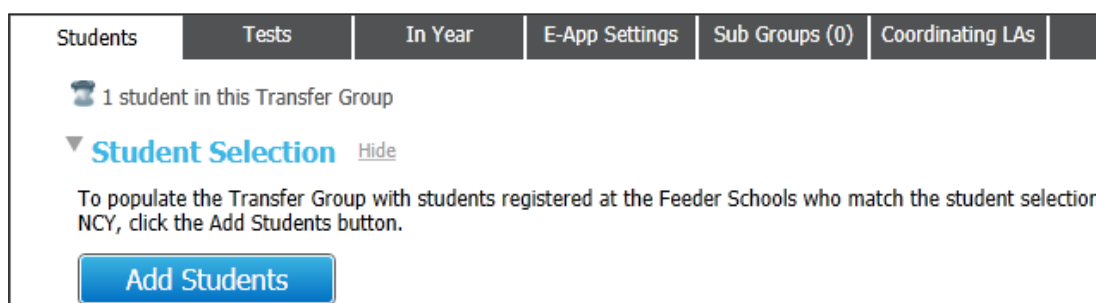 Students Tests In Year E-App Settings Sub Groups (0) Coordinating LAs
1 student in this Transfer Group
Student Selection Hide
To populate the Transfer Group with students registered at the Feeder Schools who match the student selection
NCY, click the Add Students button.
Add Students